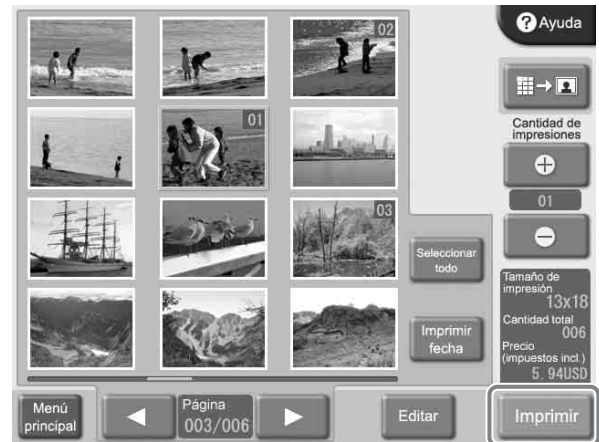 02
01
03
Ayuda
Cantidad de
impresiones
01
Seleccionar
todo
Imprimir
fecha
Tamaño de
impresión
13x18
Cantidad total
006
Precio
(impuestos incl.)
5.94USD
Menú
principal
Página
003/006
Editar
Imprimir